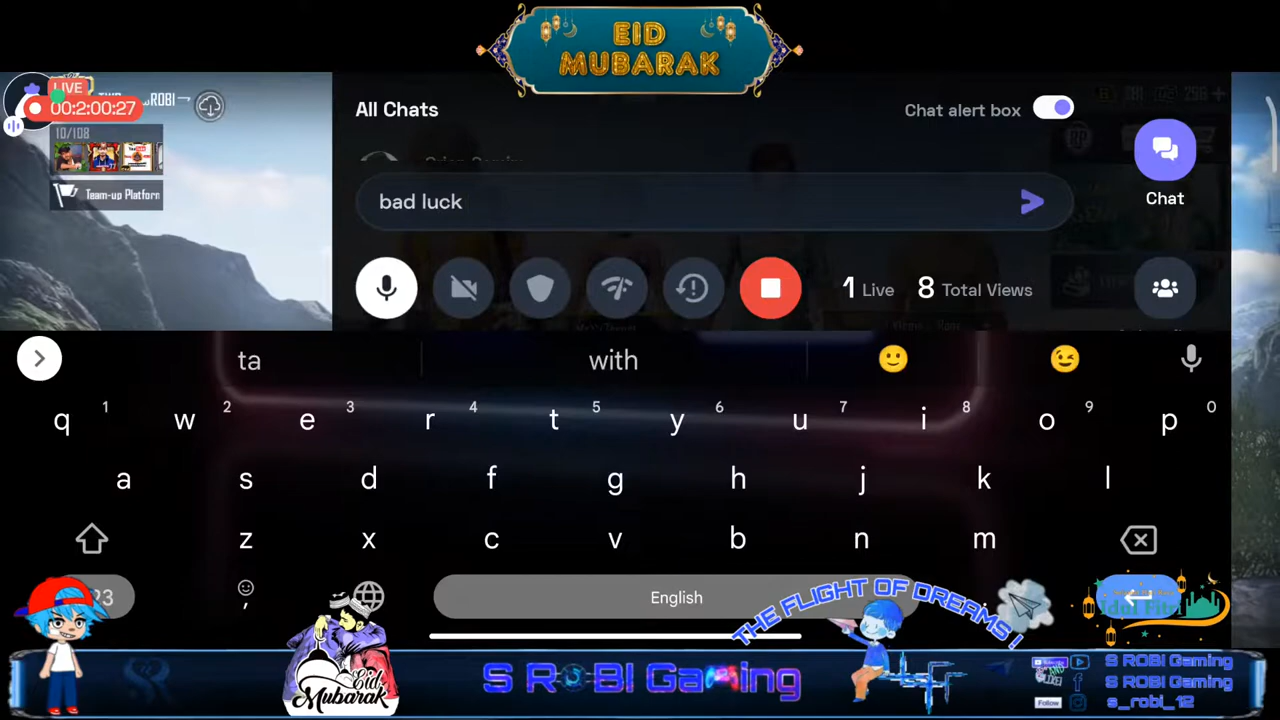 EID
MUBARAK
LIVE
00:2:00:27
ROBI
10/108
Team-up Platform
All Chats
Chat alert box
bad luck
Chat
1 Live
8 Total Views
ta
with
q 1 w 2 e 3 r 4 t 5 y 6 u 7 i 8 o 9 p 0
a s d f g h j k l
z x c v b n m
English
THE FLIGHT OF DREAMS !
Idul Fitri
Eid
Mubarak
S ROBI Gaming
S ROBI Gaming
S ROBI Gaming
s_robi_12
Follow